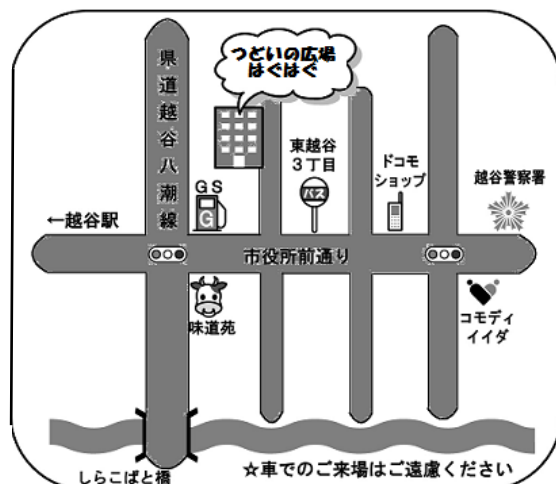 つどいの広場
はぐはぐ
県道越谷八潮線
東越谷
3丁目
ドコモ
ショップ
越谷警察署
GS
G
バス
←越谷駅
市役所前通り
味道苑
コモディ
イイダ
しらこばと橋
☆車でのご来場はご遠慮ください